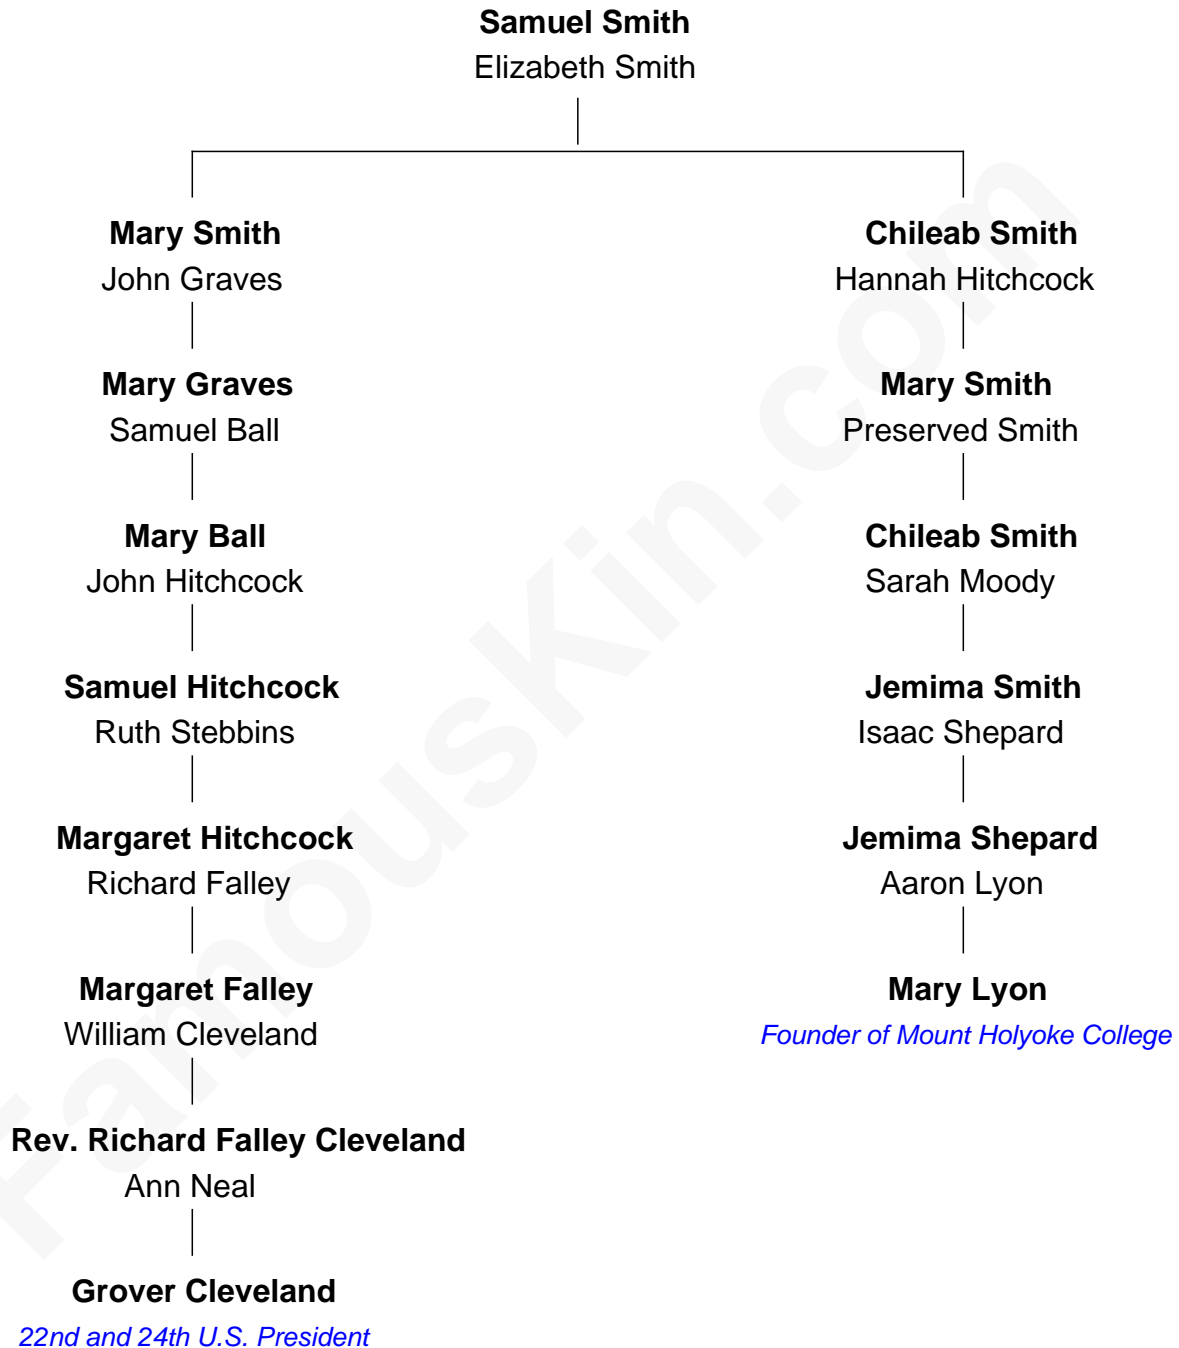 Samuel Smith
Elizabeth Smith
Mary Smith
John Graves
Mary Graves
Samuel Ball
Mary Ball
John Hitchcock
Samuel Hitchcock
Ruth Stebbins
Margaret Hitchcock
Richard Falley
Margaret Falley
William Cleveland
Rev. Richard Falley Cleveland
Ann Neal
Grover Cleveland
22nd and 24th U.S. President
Chileab Smith
Hannah Hitchcock
Mary Smith
Preserved Smith
Chileab Smith
Sarah Moody
Jemima Smith
Isaac Shepard
Jemima Shepard
Aaron Lyon
Mary Lyon
Founder of Mount Holyoke College
FamousKin.com